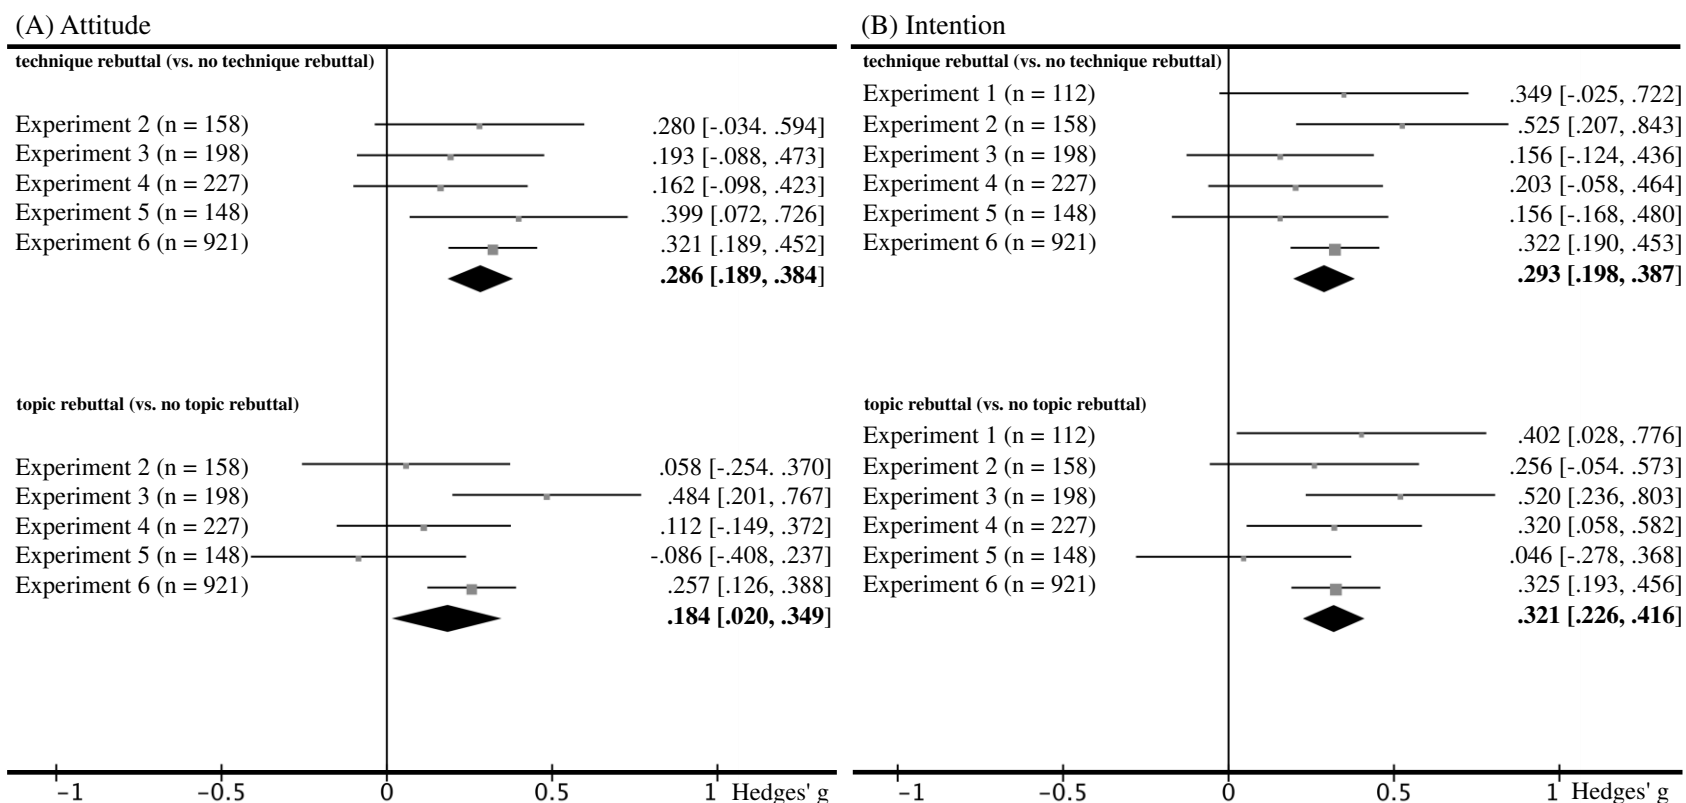 (A) Attitude
technique rebuttal (vs. no technique rebuttal)
Experiment 2 (n = 158) .280 [-.034. .594]
Experiment 3 (n = 198) .193 [-.088, .473]
Experiment 4 (n = 227) .162 [-.098, .423]
Experiment 5 (n = 148) .399 [.072, .726]
Experiment 6 (n = 921) .321 [.189, .452]
.286 [.189, .384]
topic rebuttal (vs. no topic rebuttal)
Experiment 2 (n = 158) .058 [-.254. .370]
Experiment 3 (n = 198) .484 [.201, .767]
Experiment 4 (n = 227) .112 [-.149, .372]
Experiment 5 (n = 148) -.086 [-.408, .237]
Experiment 6 (n = 921) .257 [.126, .388]
.184 [.020, .349]
−1 −0.5 0 0.5 1 Hedges' g
(B) Intention
technique rebuttal (vs. no technique rebuttal)
Experiment 1 (n = 112) .349 [-.025, .722]
Experiment 2 (n = 158) .525 [.207, .843]
Experiment 3 (n = 198) .156 [-.124, .436]
Experiment 4 (n = 227) .203 [-.058, .464]
Experiment 5 (n = 148) .156 [-.168, .480]
Experiment 6 (n = 921) .322 [.190, .453]
.293 [.198, .387]
topic rebuttal (vs. no topic rebuttal)
Experiment 1 (n = 112) .402 [.028, .776]
Experiment 2 (n = 158) .256 [-.054. .573]
Experiment 3 (n = 198) .520 [.236, .803]
Experiment 4 (n = 227) .320 [.058, .582]
Experiment 5 (n = 148) .046 [-.278, .368]
Experiment 6 (n = 921) .325 [.193, .456]
.321 [.226, .416]
−1 −0.5 0 0.5 1 Hedges' g